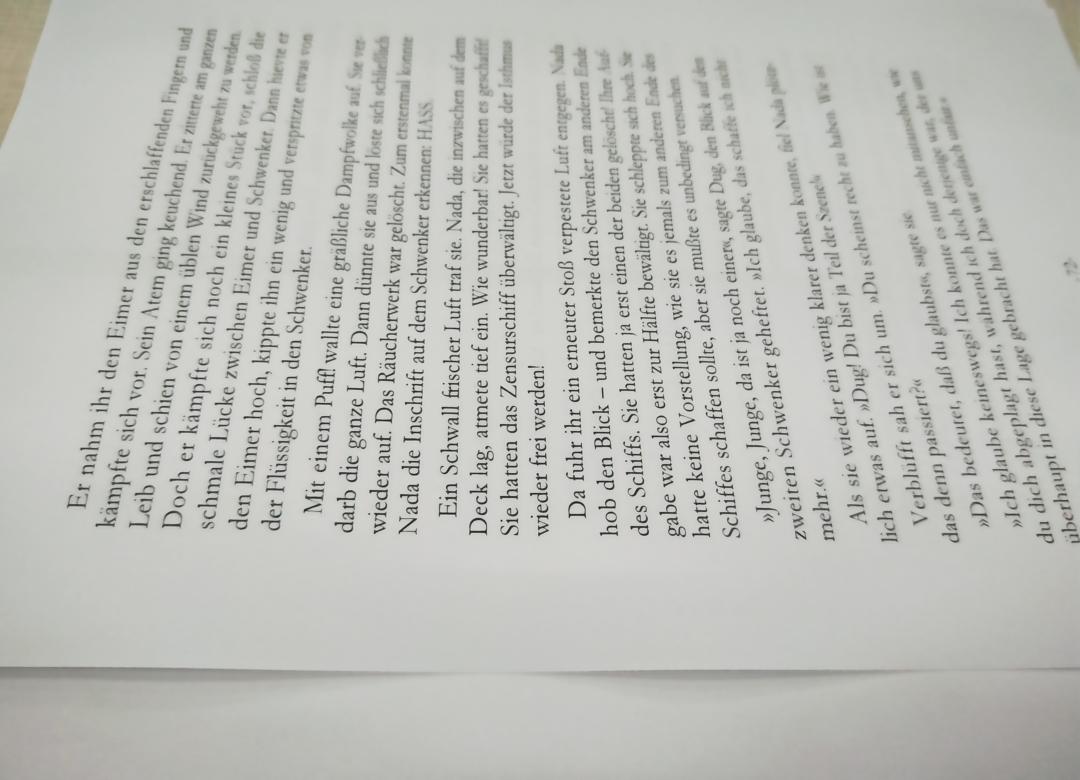 Er nahm ihr den Eimer aus den erschlaffenden Fingern und
kämpfte sich vor. Sein Atem ging keuchend. Er zitterte am ganzen
Leib und schien von einem üblen Wind zurückgeweht zu werden.
Doch er kämpfte sich noch ein kleines Stück vor, schloß die
schmale Lücke zwischen Eimer und Schwenker. Dann hievte er
den Eimer hoch, kippte ihn ein wenig und verspritzte etwas von
der Flüssigkeit in den Schwenker.
Mit einem Puff! wallte eine gräßliche Dampfwolke auf. Sie ver-
darb die ganze Luft. Dann dünnte sie aus und löste sich schließlich
wieder auf. Das Räucherwerk war gelöscht. Zum erstenmal konnte
Nada die Inschrift auf dem Schwenker erkennen: HASS.
Ein Schwall frischer Luft traf sie. Nada, die inzwischen auf dem
Deck lag, atmete tief ein. Wie wunderbar! Sie hatten es geschafft!
Sie hatten das Zensurschiff überwältigt. Jetzt würde der Isthmus
wieder frei werden!
Da fuhr ihr ein erneuter Stoß verpestete Luft entgegen. Nada
hob den Blick – und bemerkte den Schwenker am anderen Ende
des Schiffs. Sie hatten ja erst einen der beiden gelöscht! Ihre Auf-
gabe war also erst zur Hälfte bewältigt. Sie schleppte sich hoch. Sie
hatte keine Vorstellung, wie sie es jemals zum anderen Ende des
Schiffes schaffen sollte, aber sie mußte es unbedingt versuchen.
»Junge, Junge, da ist ja noch einer«, sagte Dug, den Blick auf den
zweiten Schwenker geheftet. »Ich glaube, das schaffe ich nicht
mehr.«
Als sie wieder ein wenig klarer denken konnte, fiel Nada plötz-
lich etwas auf. »Dug! Du bist ja Teil der Szene!«
Verblüfft sah er sich um. »Du scheinst recht zu haben. Wie ist
das denn passiert?«
»Das bedeutet, daß du glaubst«, sagte sie.
»Ich glaube keineswegs! Ich konnte es nur nicht mitansehen, wie
du dich abgeplagt hast, während ich doch derjenige war, der uns
überhaupt in diese Lage gebracht hat. Das war einfach unfair.«
72